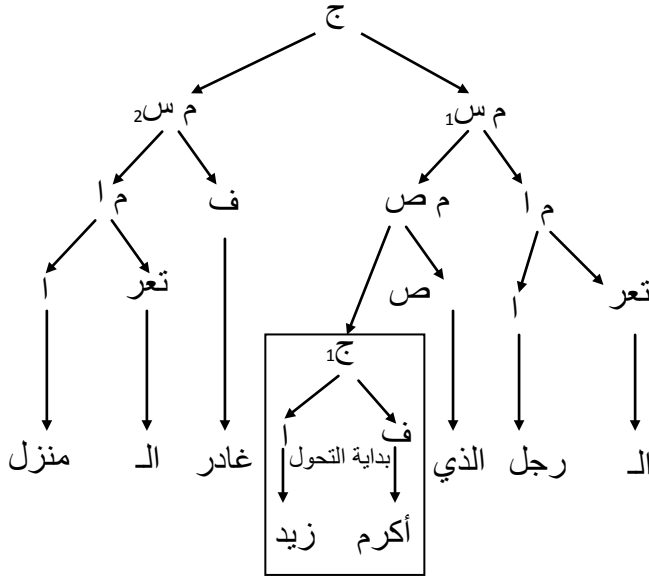 ج
م س1 م س2
م ا م ص ف م ا
تعر ا ص تعر ا
ج1
ف ا
بداية التحول
الـ رجل الذي غادر الـ منزل
أكرم زيد